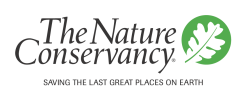 The Nature
Conservancy®
SAVING THE LAST GREAT PLACES ON EARTH